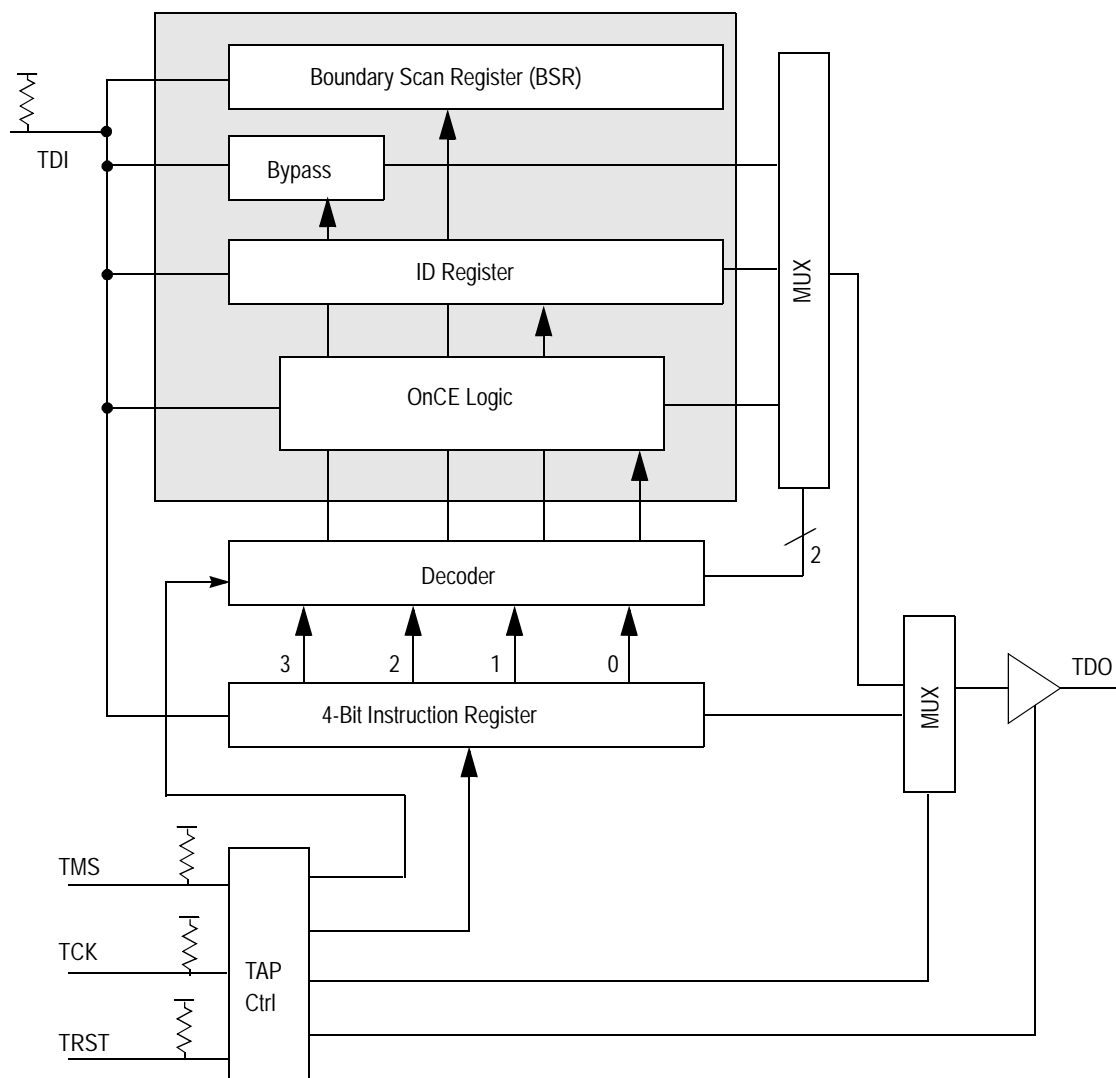 Boundary Scan Register (BSR)
TDI
Bypass
ID Register
MUX
OnCE Logic
2
Decoder
3 2 1 0
4-Bit Instruction Register
MUX
TDO
TMS
TCK
TAP
Ctrl
TRST